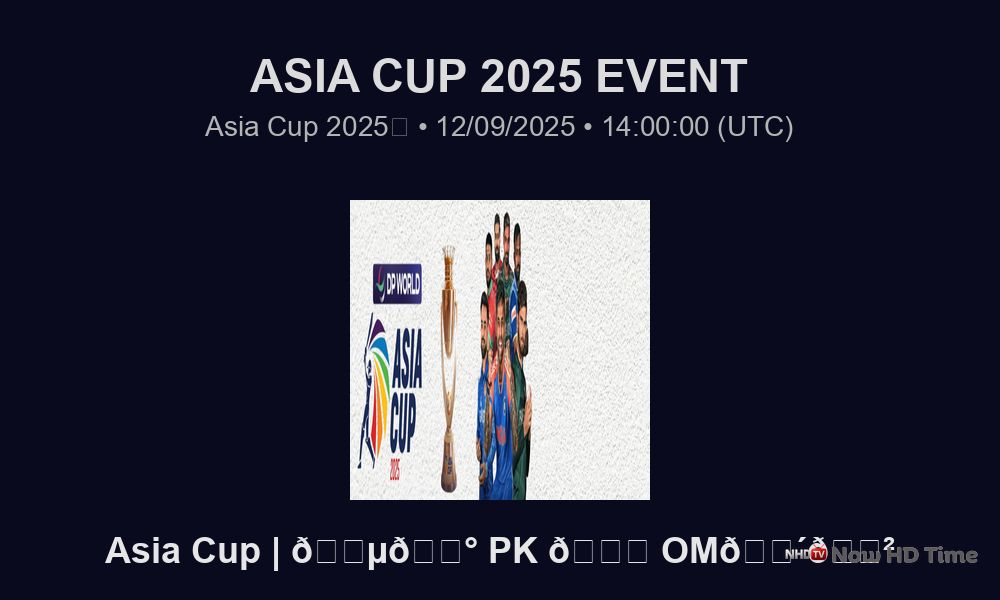 ASIA CUP 2025 EVENT
Asia Cup 2025 • 12/09/2025 • 14:00:00 (UTC)
DP WORLD
ASIA
CUP
2025
Asia Cup | PK OM
NHD TV Now HD Time